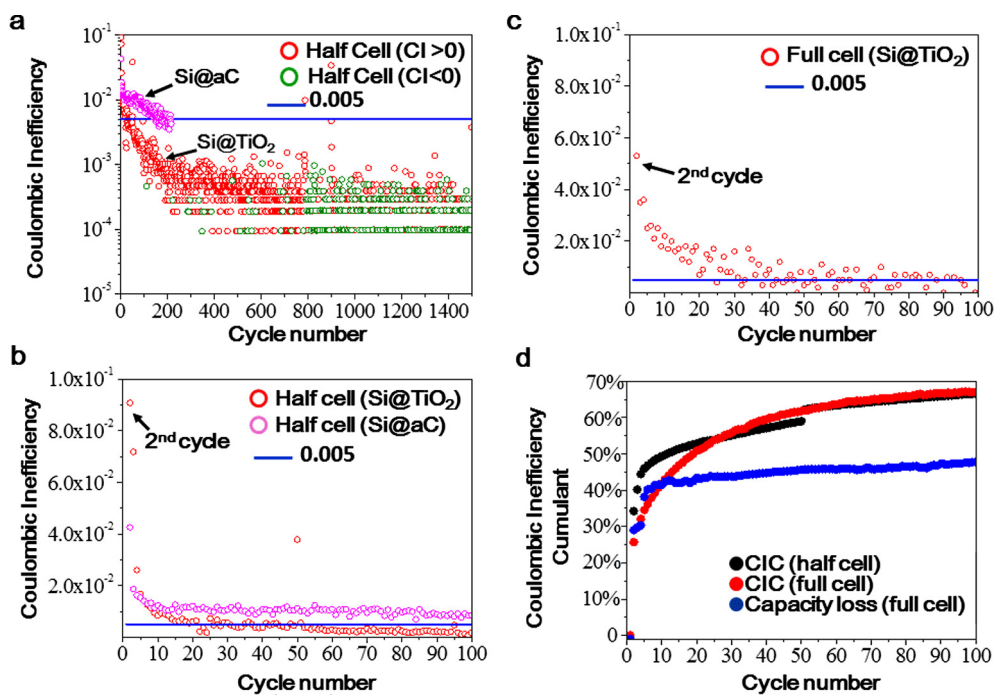 a
10⁻¹
10⁻²
10⁻³
10⁻⁴
10⁻⁵
Coulombic Inefficiency
Half Cell (CI >0)
Half Cell (CI<0)
0.005
Si@aC
Si@TiO₂
0 200 400 600 800 1000 1200 1400
Cycle number
c
1.0x10⁻¹
8.0x10⁻²
6.0x10⁻²
4.0x10⁻²
2.0x10⁻²
Coulombic Inefficiency
Full cell (Si@TiO₂)
0.005
2ⁿᵈ cycle
0 10 20 30 40 50 60 70 80 90 100
Cycle number
b
1.0x10⁻¹
8.0x10⁻²
6.0x10⁻²
4.0x10⁻²
2.0x10⁻²
Coulombic Inefficiency
Half cell (Si@TiO₂)
Half cell (Si@aC)
0.005
2ⁿᵈ cycle
0 10 20 30 40 50 60 70 80 90 100
Cycle number
d
70%
60%
50%
40%
30%
20%
10%
0
Coulombic Inefficiency
Cumulant
CIC (half cell)
CIC (full cell)
Capacity loss (full cell)
0 10 20 30 40 50 60 70 80 90 100
Cycle number